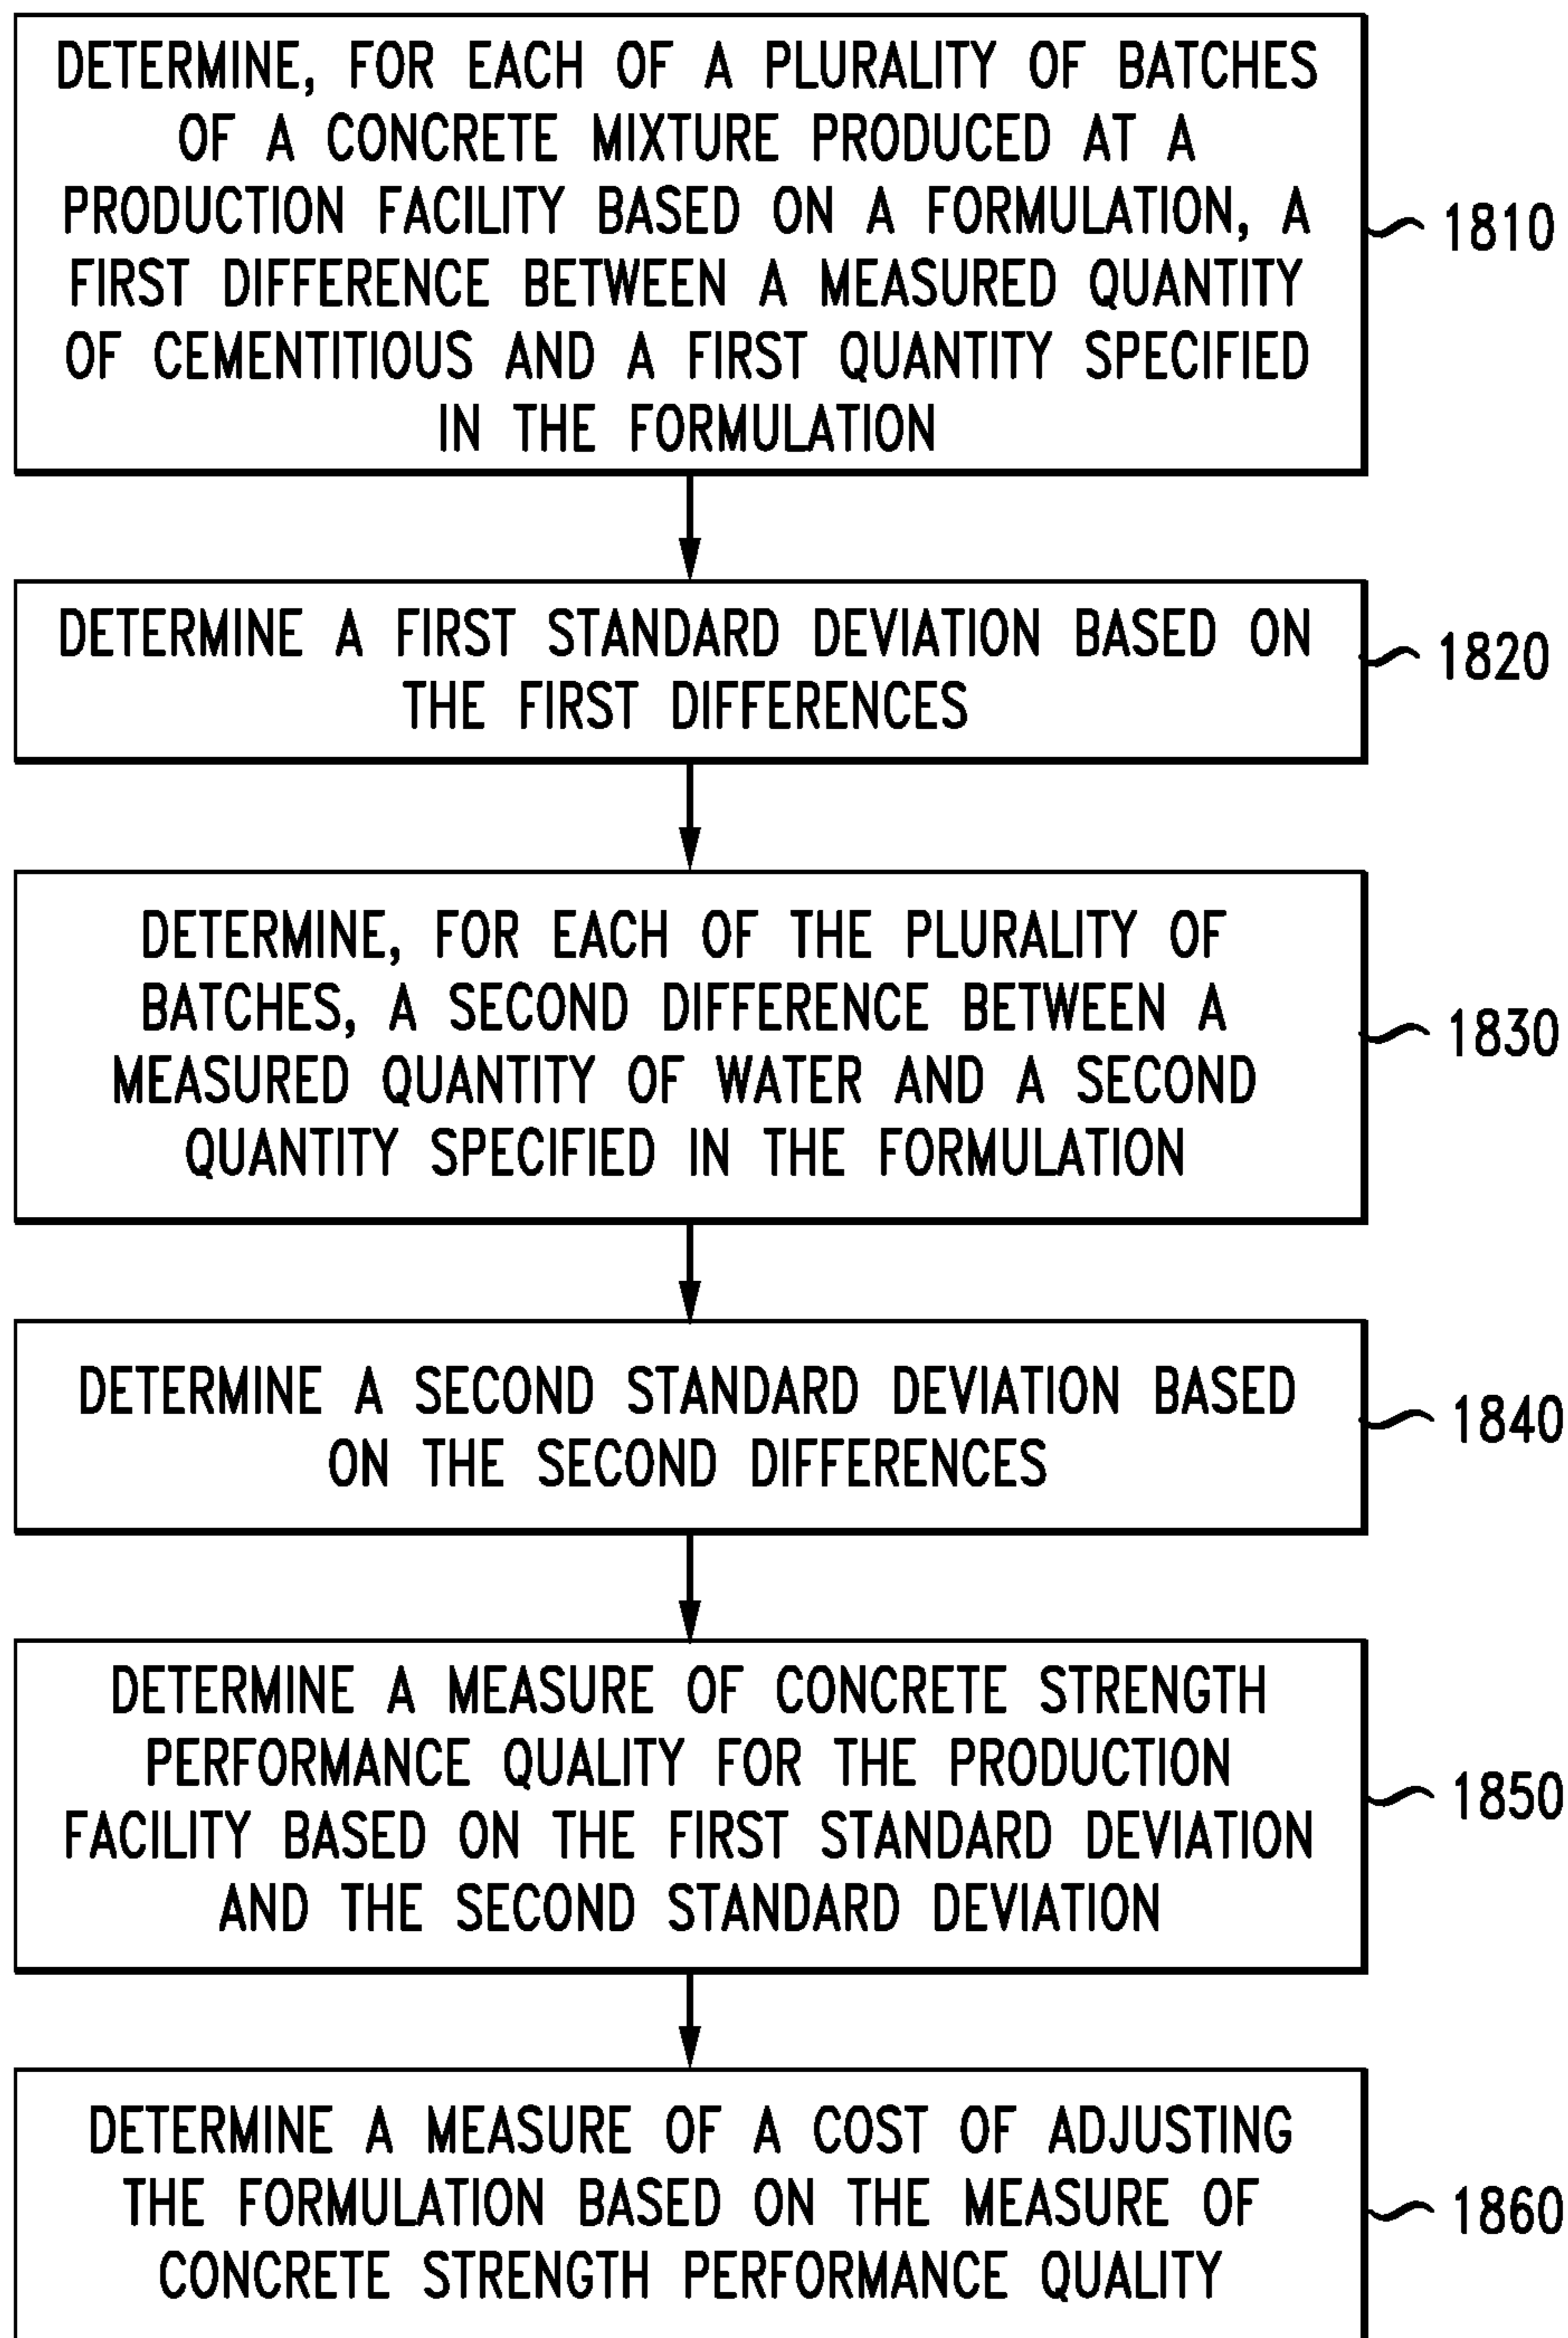 DETERMINE, FOR EACH OF A PLURALITY OF BATCHES
OF A CONCRETE MIXTURE PRODUCED AT A
PRODUCTION FACILITY BASED ON A FORMULATION, A
FIRST DIFFERENCE BETWEEN A MEASURED QUANTITY
OF CEMENTITIOUS AND A FIRST QUANTITY SPECIFIED
IN THE FORMULATION
1810
DETERMINE A FIRST STANDARD DEVIATION BASED ON
THE FIRST DIFFERENCES
1820
DETERMINE, FOR EACH OF THE PLURALITY OF
BATCHES, A SECOND DIFFERENCE BETWEEN A
MEASURED QUANTITY OF WATER AND A SECOND
QUANTITY SPECIFIED IN THE FORMULATION
1830
DETERMINE A SECOND STANDARD DEVIATION BASED
ON THE SECOND DIFFERENCES
1840
DETERMINE A MEASURE OF CONCRETE STRENGTH
PERFORMANCE QUALITY FOR THE PRODUCTION
FACILITY BASED ON THE FIRST STANDARD DEVIATION
AND THE SECOND STANDARD DEVIATION
1850
DETERMINE A MEASURE OF A COST OF ADJUSTING
THE FORMULATION BASED ON THE MEASURE OF
CONCRETE STRENGTH PERFORMANCE QUALITY
1860